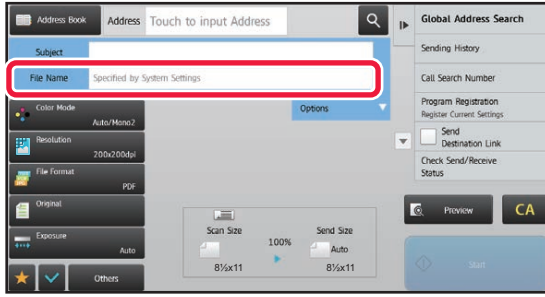 Address Book
Address
Touch to input Address
Subject
File Name
Specified by System Settings
Color Mode
Auto/Mono2
Resolution
200x200dpi
File Format
PDF
Original
Exposure
Auto
Others
Options
Scan Size
100%
Send Size
Auto
8½x11
8½x11
Global Address Search
Sending History
Call Search Number
Program Registration
Register Current Settings
Send
Destination Link
Check Send/Receive
Status
Preview
CA
Start